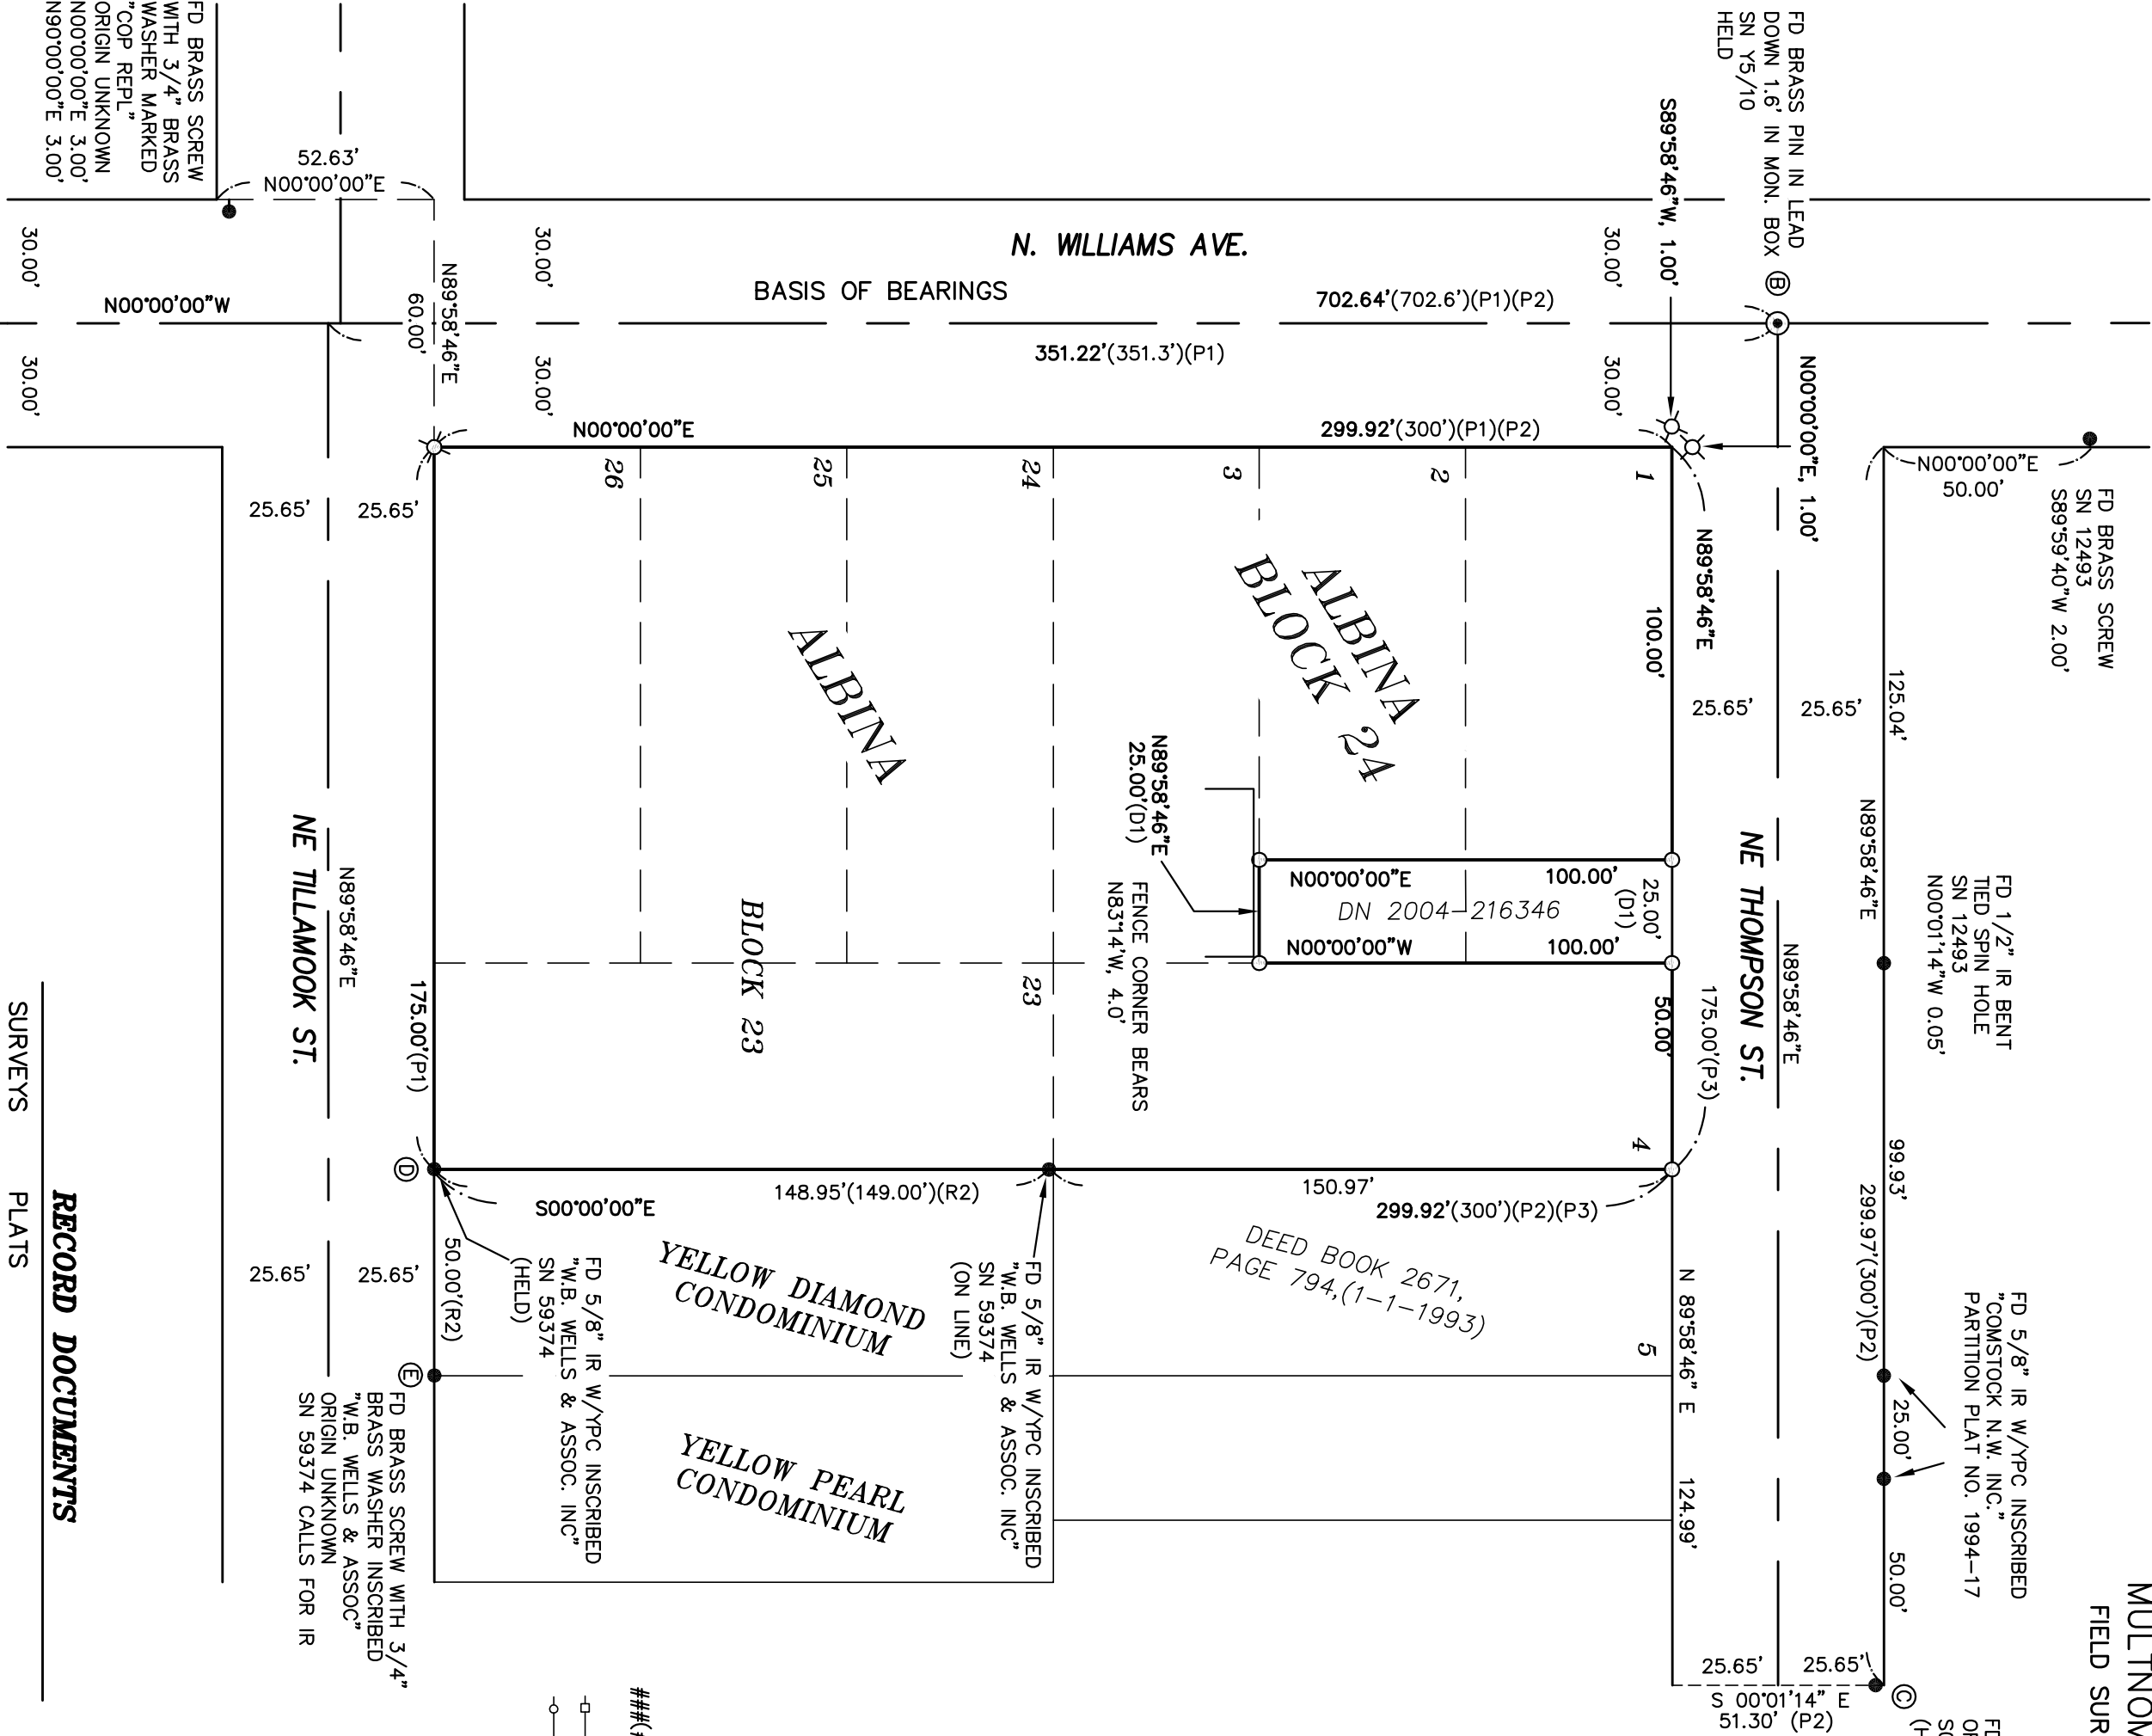 FD BRASS PIN IN LEAD
DOWN 1.6' IN MON. BOX
SN Y5/10
HELD
Ⓑ
S89°58'46"W, 1.00'
N00°00'00"E, 1.00'
N00°00'00"E
50.00'
FD BRASS SCREW
SN 12493
S89°59'40"W 2.00'
125.04'
N89°58'46"E
FD 1/2" IR BENT
TIED SPIN HOLE
SN 12493
N00°01'14"W 0.05'
99.93'
299.97'(300')(P2)
FD 5/8" IR W/YPC INSCRIBED
"COMSTOCK N.W. INC."
PARTITION PLAT NO. 1994-17
25.00'
50.00'
MULTNOM
FIELD SUR
Ⓒ
25.65'
25.65'
S 00°01'14" E
51.30' (P2)
25.65'
25.65'
NE THOMPSON ST.
N89°58'46"E
N89°58'46"E
100.00'
25.00'
(D1)
50.00'
175.00'(P3)
N 89°58'46" E
124.99'
N. WILLIAMS AVE.
BASIS OF BEARINGS
702.64'(702.6')(P1)(P2)
351.22'(351.3')(P1)
30.00'
30.00'
30.00'
30.00'
30.00'
30.00'
N00°00'00"W
N89°58'46"E
60.00'
52.63'
N00°00'00"E
FD BRASS SCREW
WITH 3/4" BRASS
WASHER MARKED
"COP REPL"
ORIGIN UNKNOWN
N00°00'00"E 3.00'
N90°00'00"E 3.00'
N00°00'00"E
299.92'(300')(P1)(P2)
1
2
3
24
25
26
4
5
23
ALBINA
BLOCK 24
ALBINA
BLOCK 23
N00°00'00"E
100.00'
DN 2004-216346
N00°00'00"W
100.00'
N89°58'46"E
25.00'(D1)
FENCE CORNER BEARS
N83°14'W, 4.0'
S00°00'00"E
148.95'(149.00')(R2)
150.97'
299.92'(300')(P2)(P3)
DEED BOOK 2671,
PAGE 794,(1-1-1993)
FD 5/8" IR W/YPC INSCRIBED
"W.B. WELLS & ASSOC. INC"
SN 59374
(ON LINE)
YELLOW DIAMOND
CONDOMINIUM
YELLOW PEARL
CONDOMINIUM
FD 5/8" IR W/YPC INSCRIBED
"W.B. WELLS & ASSOC. INC"
SN 59374
(HELD)
175.00'(P1)
Ⓓ
50.00'(R2)
Ⓔ
FD BRASS SCREW WITH 3/4"
BRASS WASHER INSCRIBED
"W.B. WELLS & ASSOC"
ORIGIN UNKNOWN
SN 59374 CALLS FOR IR
25.65'
25.65'
25.65'
25.65'
N89°58'46"E
NE TILLAMOOK ST.
RECORD DOCUMENTS
SURVEYS PLATS